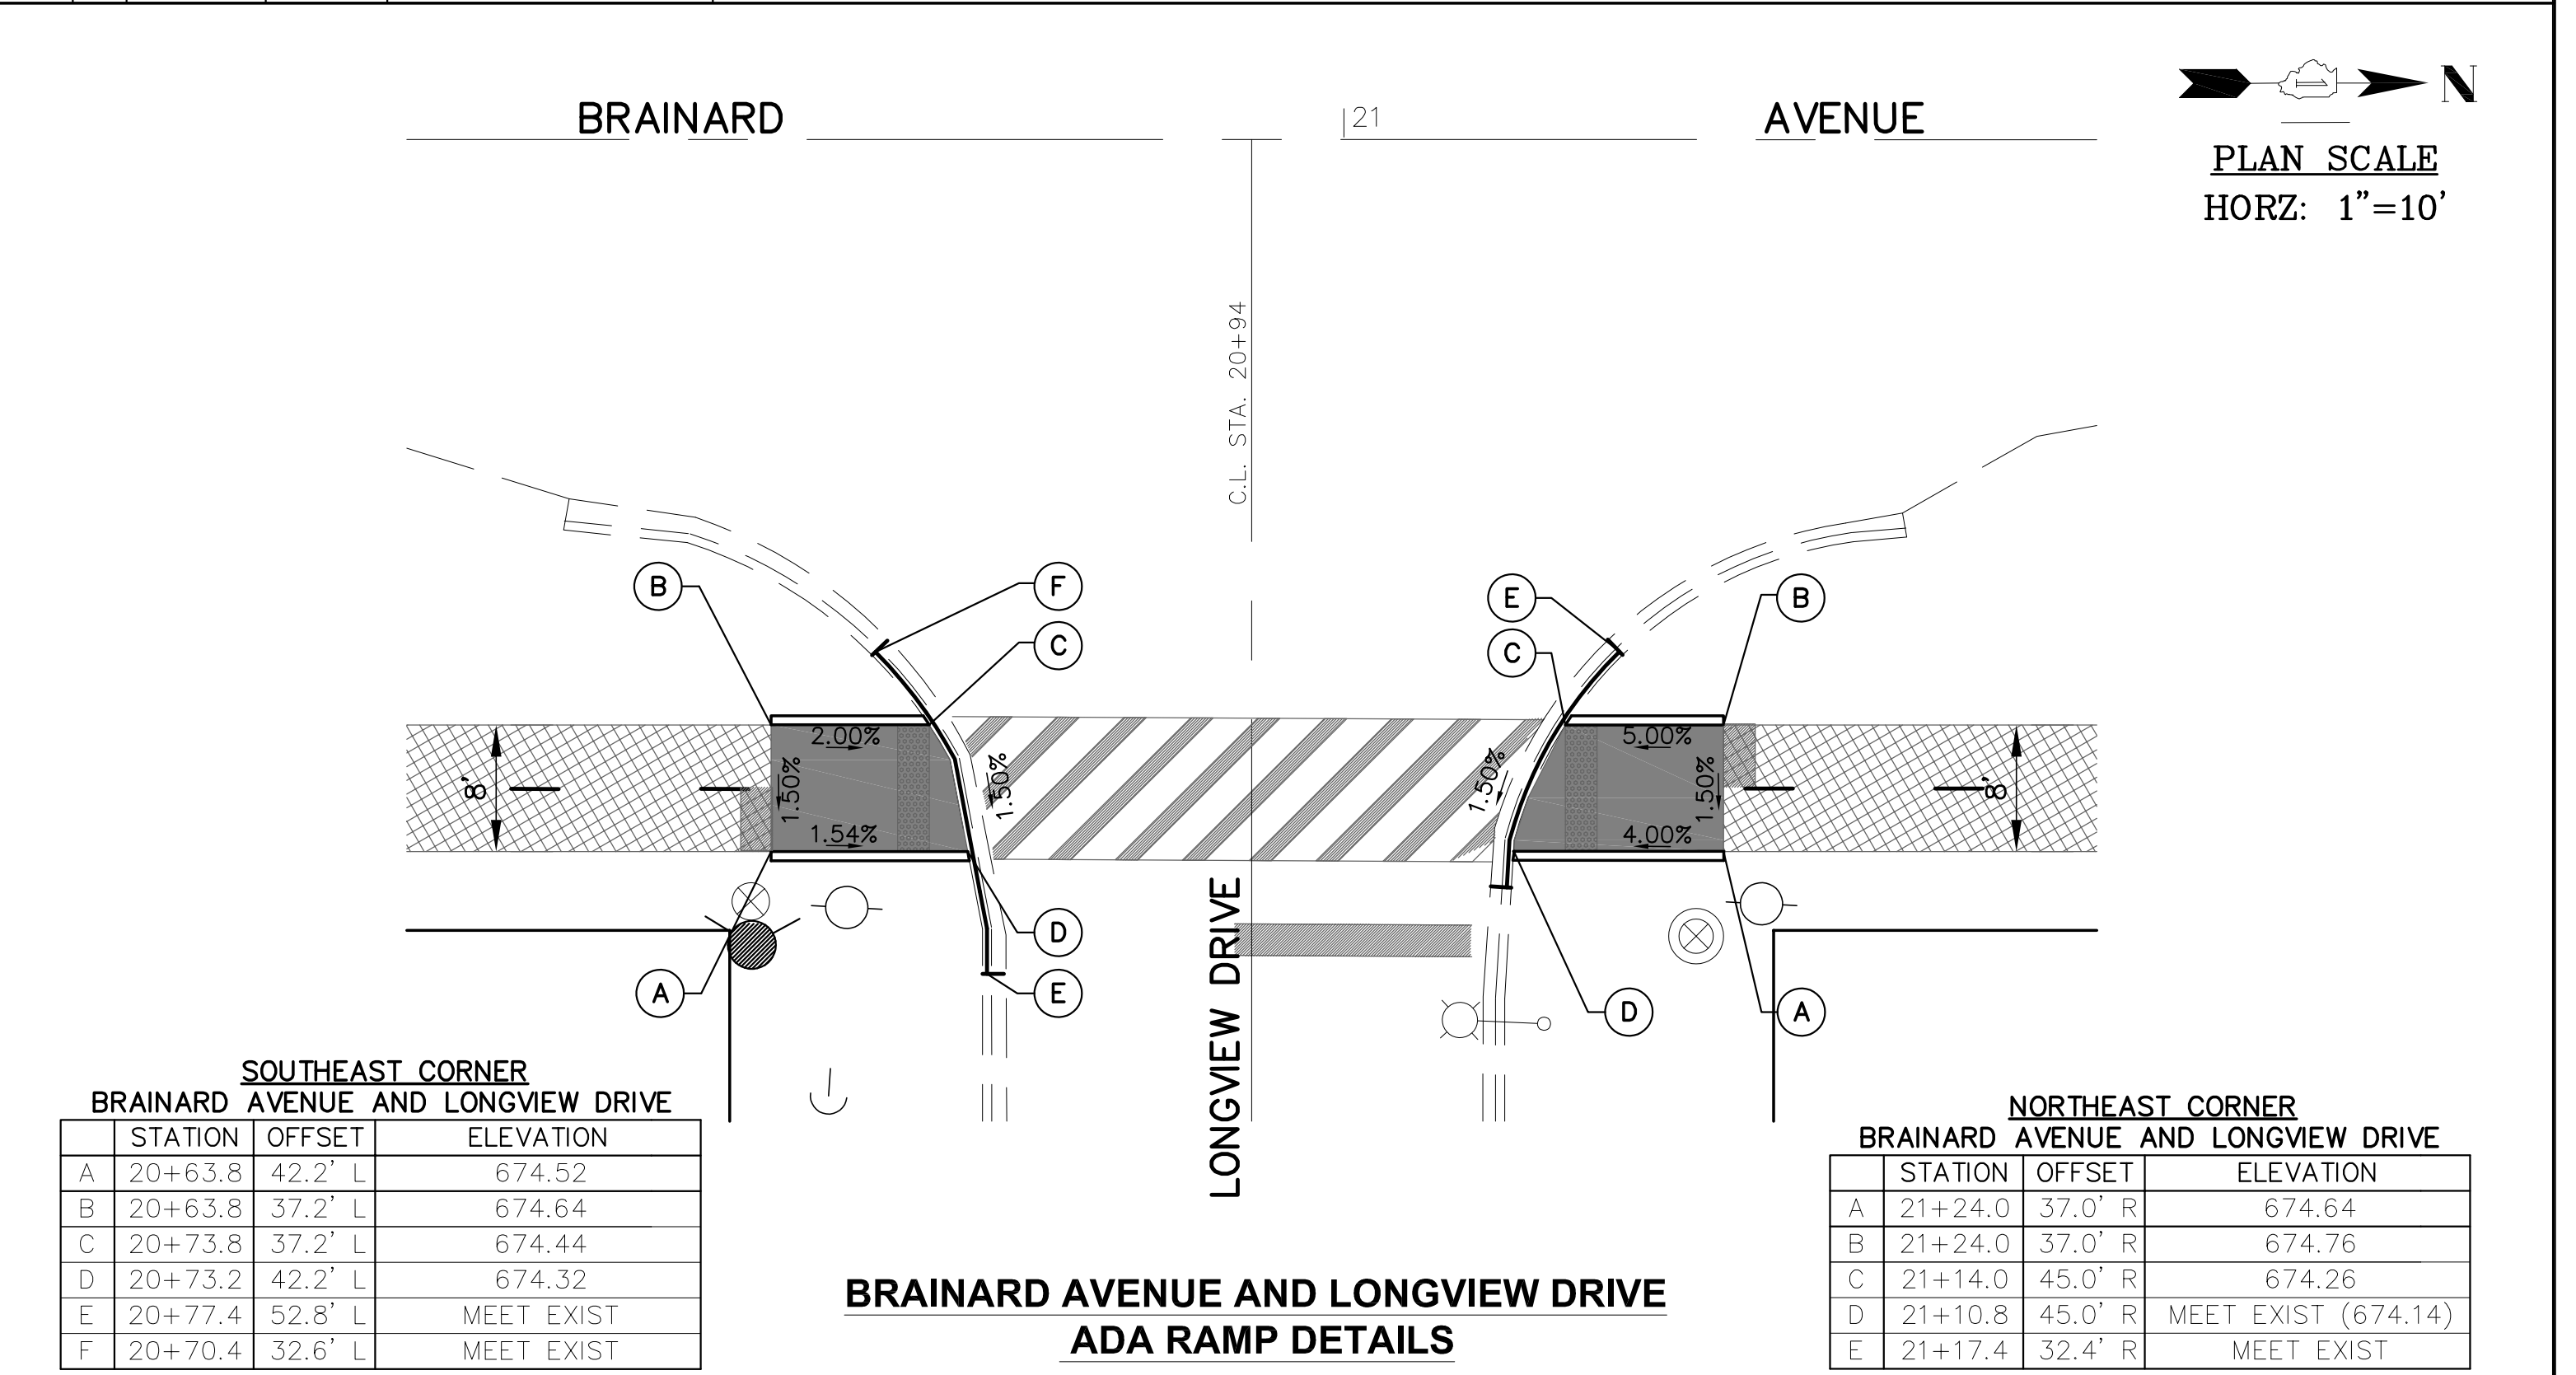 BRAINARD AVENUE
21
N
PLAN SCALE
HORZ: 1"=10'
C.L. STA. 20+94
B
F
C
E
C
B
2.00%
1.50%
1.54%
1.50%
8'
5.00%
1.50%
4.00%
1.50%
8'
A
D
E
D
A
LONGVIEW DRIVE
SOUTHEAST CORNER
BRAINARD AVENUE AND LONGVIEW DRIVE
STATION OFFSET ELEVATION
A 20+63.8 42.2' L 674.52
B 20+63.8 37.2' L 674.64
C 20+73.8 37.2' L 674.44
D 20+73.2 42.2' L 674.32
E 20+77.4 52.8' L MEET EXIST
F 20+70.4 32.6' L MEET EXIST
NORTHEAST CORNER
BRAINARD AVENUE AND LONGVIEW DRIVE
STATION OFFSET ELEVATION
A 21+24.0 37.0' R 674.64
B 21+24.0 37.0' R 674.76
C 21+14.0 45.0' R 674.26
D 21+10.8 45.0' R MEET EXIST (674.14)
E 21+17.4 32.4' R MEET EXIST
BRAINARD AVENUE AND LONGVIEW DRIVE
ADA RAMP DETAILS